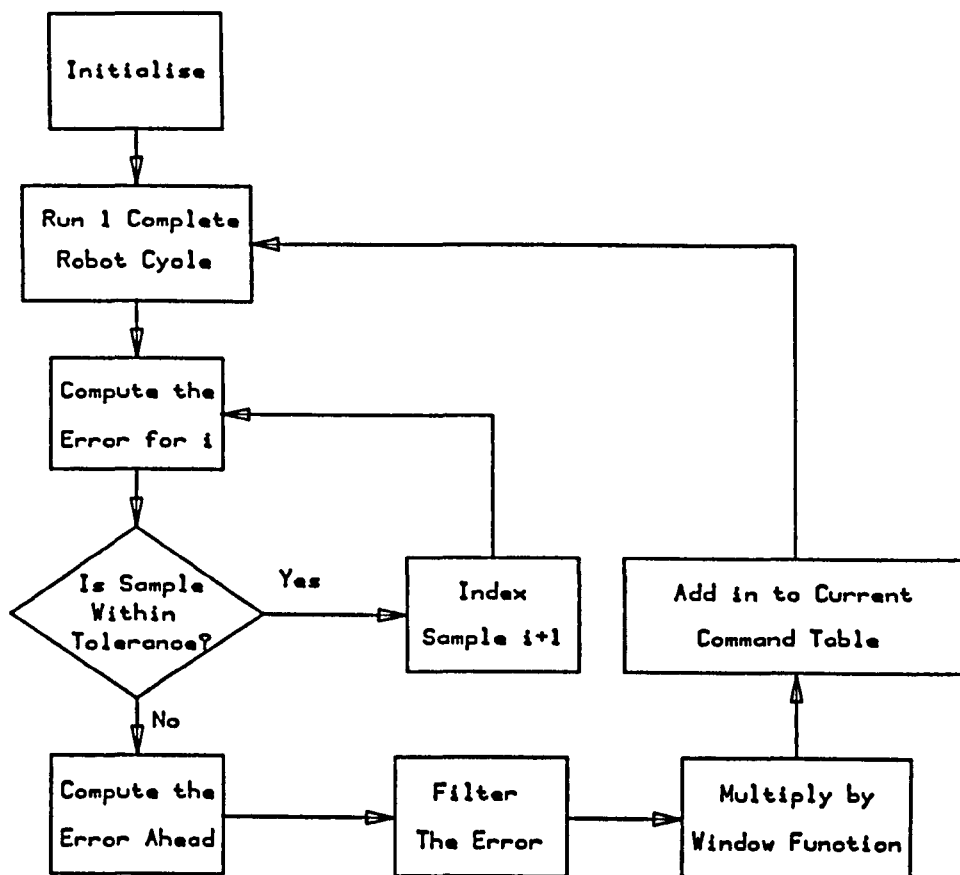 Initialise
Run 1 Complete
Robot Cycle
Compute the
Error for i
Is Sample
Within
Tolerance?
Yes
Index
Sample i+1
Add in to Current
Command Table
No
Compute the
Error Ahead
Filter
The Error
Multiply by
Window Function